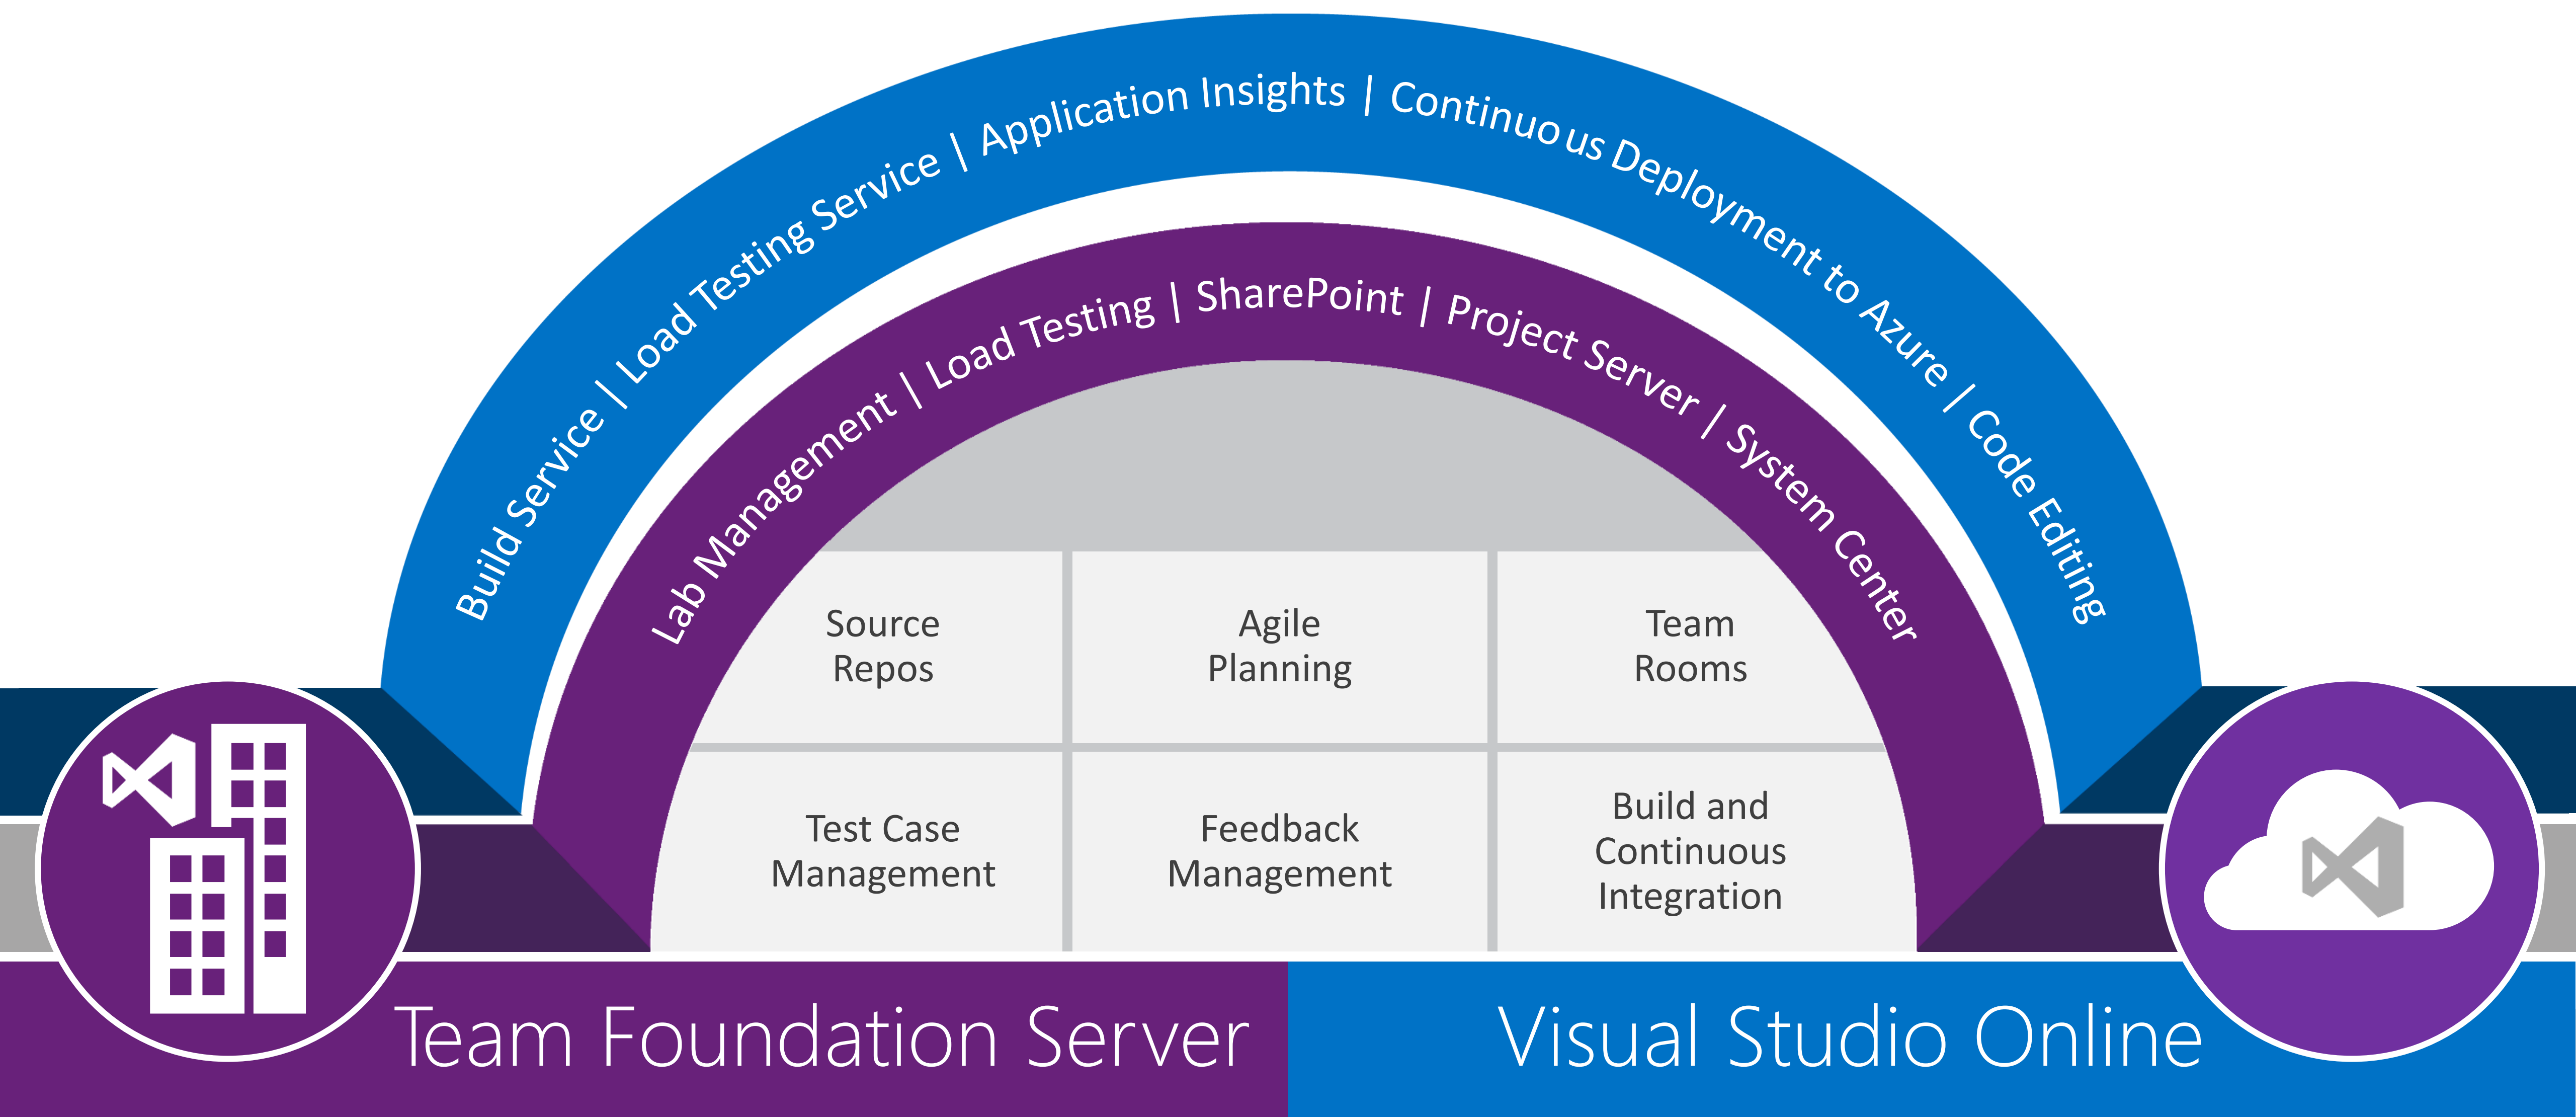 Build Service | Load Testing Service | Application Insights | Continuous Deployment to Azure | Code Editing
Lab Management | Load Testing | SharePoint | Project Server | System Center
Source
Repos
Agile
Planning
Team
Rooms
Test Case
Management
Feedback
Management
Build and
Continuous
Integration
Team Foundation Server
Visual Studio Online